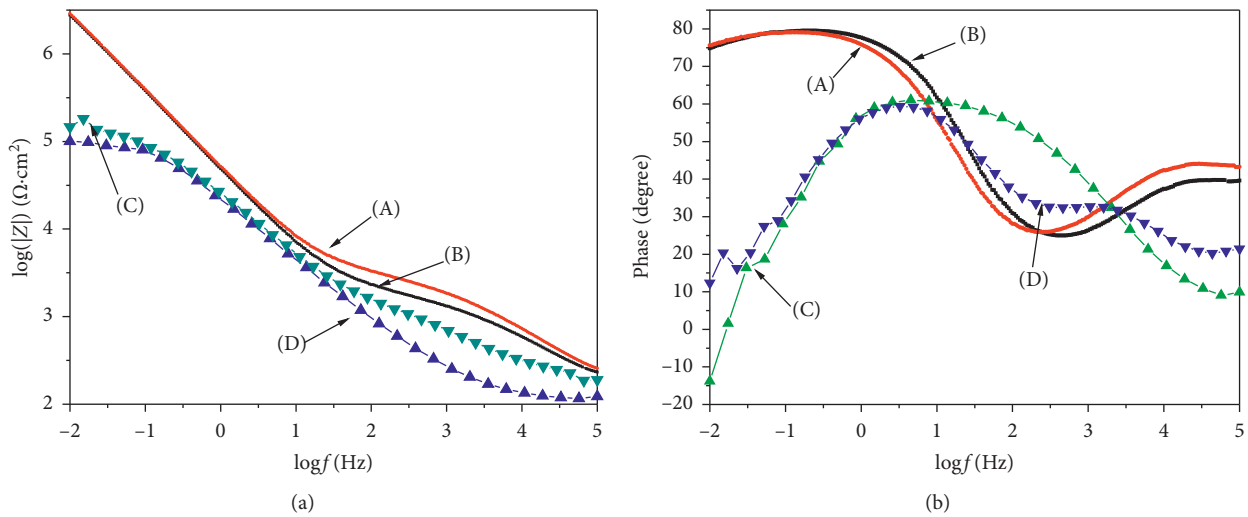 6
5
4
3
2
–2
–1
0
1
2
3
4
5
log(|Z|) (Ω·cm2)
logf (Hz)
(A)
(B)
(C)
(D)
(a)
80
70
60
50
40
30
20
10
0
–10
–20
–2
–1
0
1
2
3
4
5
Phase (degree)
logf (Hz)
(B)
(A)
(D)
(C)
(b)